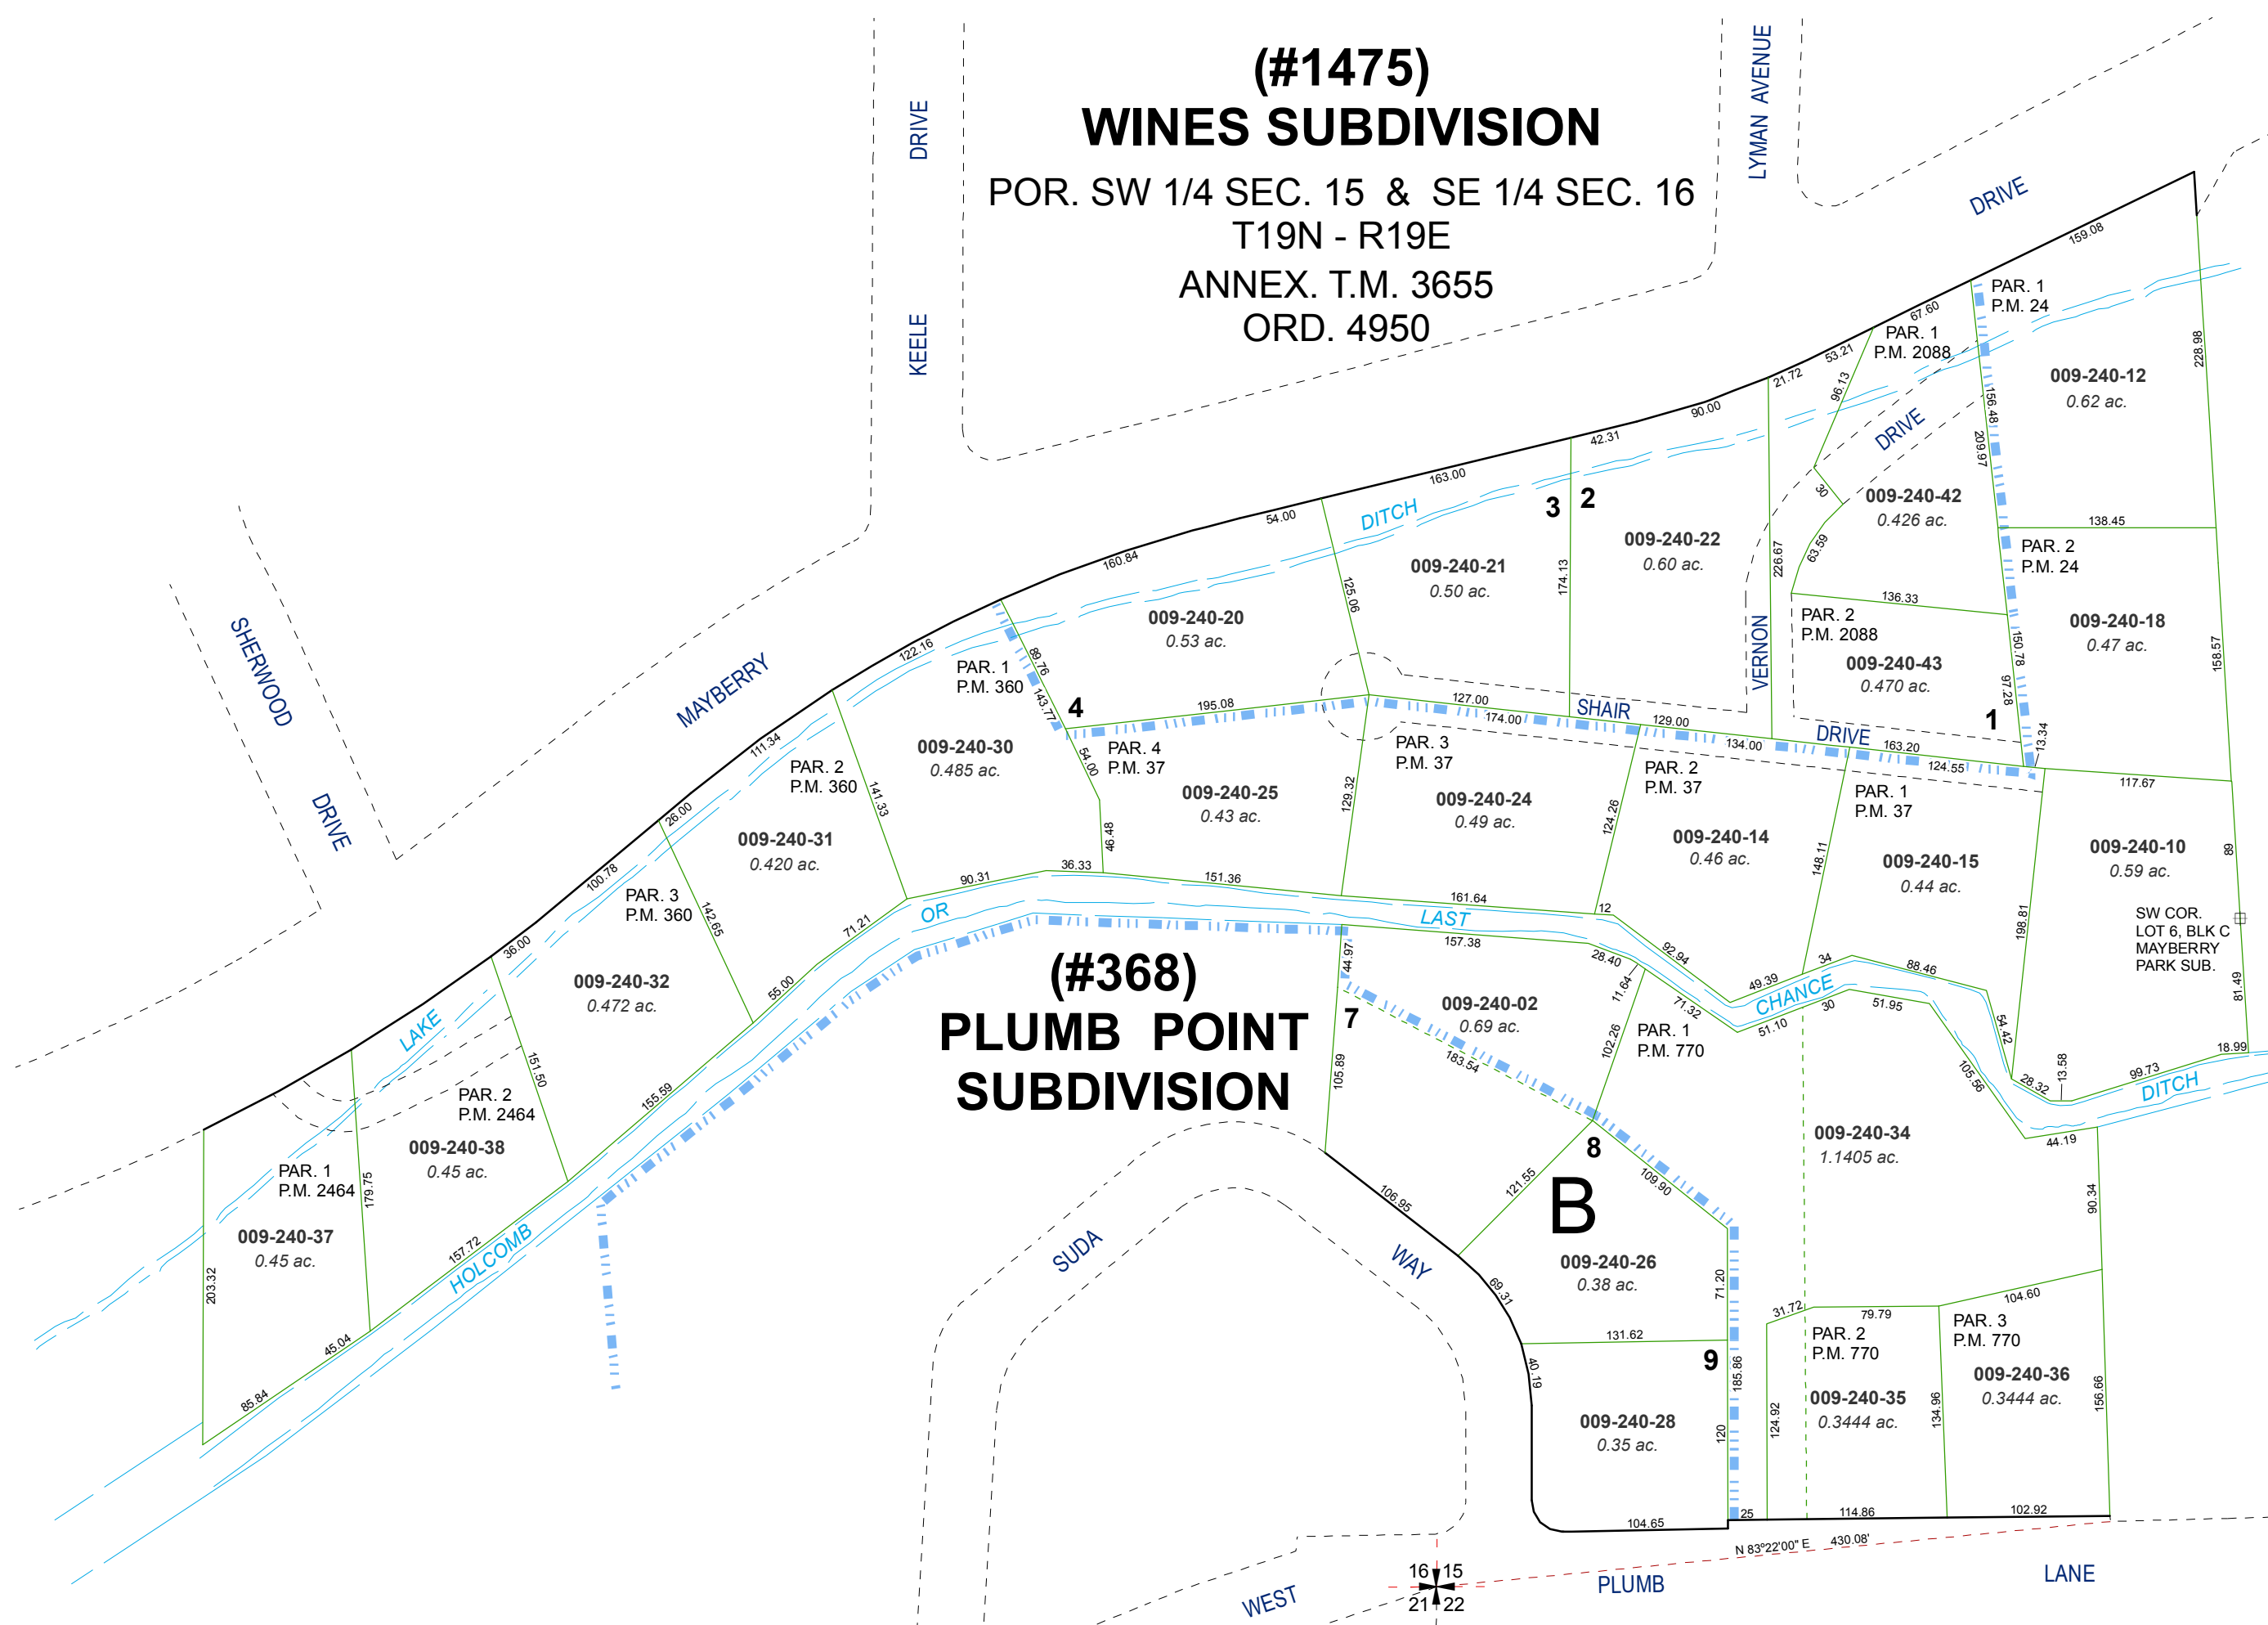 (#1475)
WINES SUBDIVISION
POR. SW 1/4 SEC. 15 & SE 1/4 SEC. 16
T19N - R19E
ANNEX. T.M. 3655
ORD. 4950
KEELE DRIVE
LYMAN AVENUE
DRIVE
MAYBERRY
SHERWOOD
DRIVE
159.08
67.60
53.21
21.72
90.00
42.31
163.00
54.00
160.84
122.16
111.34
26.00
100.78
36.00
PAR. 1
P.M. 24
009-240-12
0.62 ac.
228.98
156.48
209.97
138.45
PAR. 1
P.M. 2088
96.13
DRIVE
30
009-240-42
0.426 ac.
63.59
136.33
PAR. 2
P.M. 24
009-240-18
0.47 ac.
158.57
150.78
97.28
PAR. 2
P.M. 2088
009-240-43
0.470 ac.
1
13.34
117.67
226.67
VERNON
3
2
009-240-22
0.60 ac.
174.13
DITCH
009-240-21
0.50 ac.
125.06
009-240-20
0.53 ac.
195.08
127.00
174.00
SHAIR
129.00
134.00
DRIVE
163.20
124.55
PAR. 1
P.M. 360
89.76
143.77
4
54.00
46.48
009-240-30
0.485 ac.
PAR. 4
P.M. 37
009-240-25
0.43 ac.
129.32
PAR. 3
P.M. 37
009-240-24
0.49 ac.
124.26
PAR. 2
P.M. 37
009-240-14
0.46 ac.
148.11
PAR. 1
P.M. 37
009-240-15
0.44 ac.
198.81
009-240-10
0.59 ac.
89
SW COR.
LOT 6, BLK C
MAYBERRY
PARK SUB.
81.49
PAR. 2
P.M. 360
141.33
009-240-31
0.420 ac.
PAR. 3
P.M. 360
142.65
009-240-32
0.472 ac.
151.50
LAKE
PAR. 2
P.M. 2464
009-240-38
0.45 ac.
179.75
PAR. 1
P.M. 2464
009-240-37
0.45 ac.
203.32
85.84
45.04
157.72
HOLCOMB
155.59
55.00
71.21
OR
90.31
36.33
151.36
161.64
LAST
157.38
12
92.94
28.40
11.64
71.32
49.39
34
CHANCE
51.10
30
88.46
51.95
54.42
105.56
28.32
13.58
99.73
18.99
DITCH
44.19
(#368)
PLUMB POINT
SUBDIVISION
44.97
7
105.89
009-240-02
0.69 ac.
183.54
102.26
PAR. 1
P.M. 770
8
B
121.55
109.90
106.95
009-240-26
0.38 ac.
69.31
71.20
131.62
9
40.19
185.86
009-240-28
0.35 ac.
120
104.65
25
009-240-34
1.1405 ac.
90.34
31.72
79.79
104.60
PAR. 2
P.M. 770
009-240-35
0.3444 ac.
124.92
134.96
PAR. 3
P.M. 770
009-240-36
0.3444 ac.
156.66
114.86
102.92
SUDA
WAY
N 83°22'00" E 430.08'
16 15
21 22
WEST
PLUMB
LANE